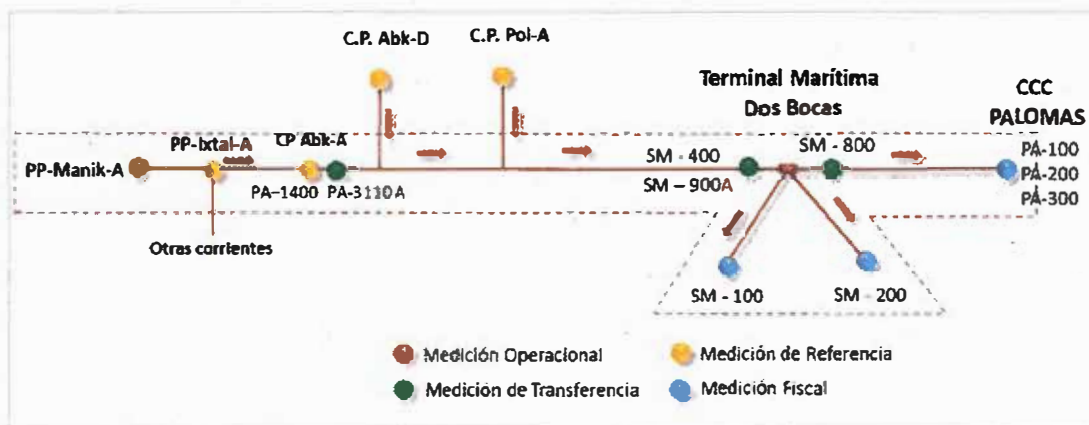 C.P. Abk-D
C.P. Pol-A
Terminal Marítima
Dos Bocas
CCC
PALOMAS
PP-Ixtal-A
CP Abk-A
SM - 400
SM - 800
PA-100
PP-Manik-A
PA-200
PA-1400
PA-3110A
SM - 900A
PA-300
Otras corrientes
SM - 100
SM - 200
Medición Operacional
Medición de Referencia
Medición de Transferencia
Medición Fiscal